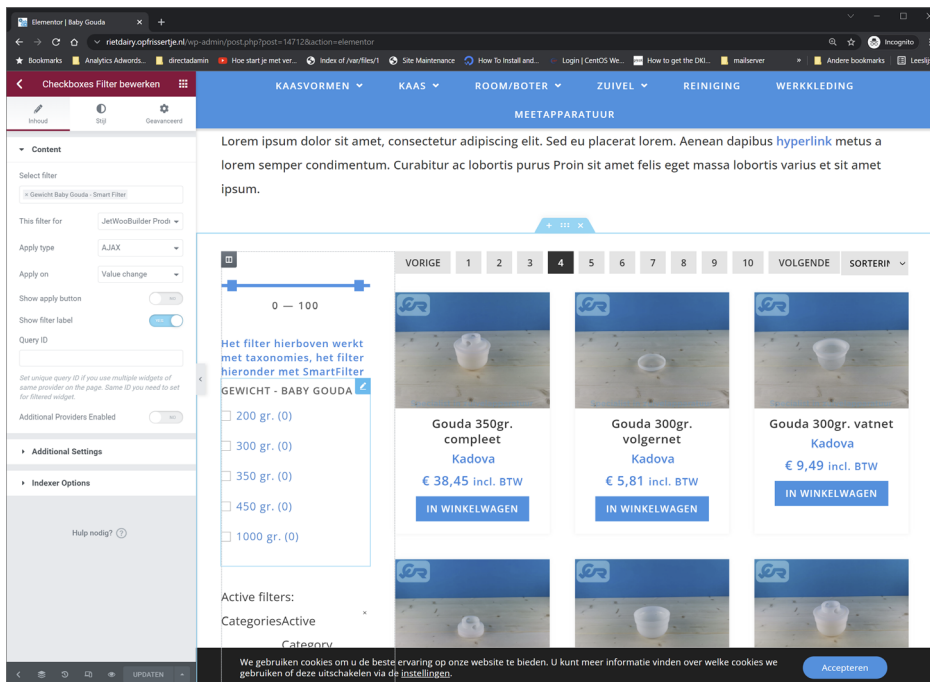 Elementor | Baby Gouda
rietdairy.opfrissertje.nl/wp-admin/post.php?post=14712&action=elementor
Incognito
Bookmarks
Analytics Adwords...
directadamin
Hoe start je met ver...
Index of /var/files/1
Site Maintenance
How To Install and...
Login | CentOS We...
How to get the DKI...
mailserver
»
Andere bookmarks
Leeslij
Checkboxes Filter bewerken
Inhoud
Stijl
Geavanceerd
Content
Select filter
× Gewicht Baby Gouda - Smart Filter
This filter for
JetWooBuilder Produ
Apply type
AJAX
Apply on
Value change
Show apply button
NO
Show filter label
YES
Query ID
Set unique query ID if you use multiple widgets of
same provider on the page. Same ID you need to set
for filtered widget.
Additional Providers Enabled
NO
Additional Settings
Indexer Options
Hulp nodig?
UPDATEN
KAASVORMEN
KAAS
ROOM/BOTER
ZUIVEL
REINIGING
WERKKLEDING
MEETAPPARATUUR
Lorem ipsum dolor sit amet, consectetur adipiscing elit. Sed eu placerat lorem. Aenean dapibus hyperlink metus a
lorem semper condimentum. Curabitur ac lobortis purus Proin sit amet felis eget massa lobortis varius et sit amet
ipsum.
0 — 100
Het filter hierboven werkt
met taxonomies, het filter
hieronder met SmartFilter
GEWICHT - BABY GOUDA
200 gr. (0)
300 gr. (0)
350 gr. (0)
450 gr. (0)
1000 gr. (0)
Active filters:
CategoriesActive
×
Category
VORIGE 1 2 3 4 5 6 7 8 9 10 VOLGENDE
SORTERIN
Gouda 350gr.
compleet
Kadova
€ 38,45 incl. BTW
IN WINKELWAGEN
Gouda 300gr.
volgernet
Kadova
€ 5,81 incl. BTW
IN WINKELWAGEN
Gouda 300gr. vatnet
Kadova
€ 9,49 incl. BTW
IN WINKELWAGEN
We gebruiken cookies om u de beste ervaring op onze website te bieden. U kunt meer informatie vinden over welke cookies we
gebruiken of deze uitschakelen via de instellingen.
Accepteren